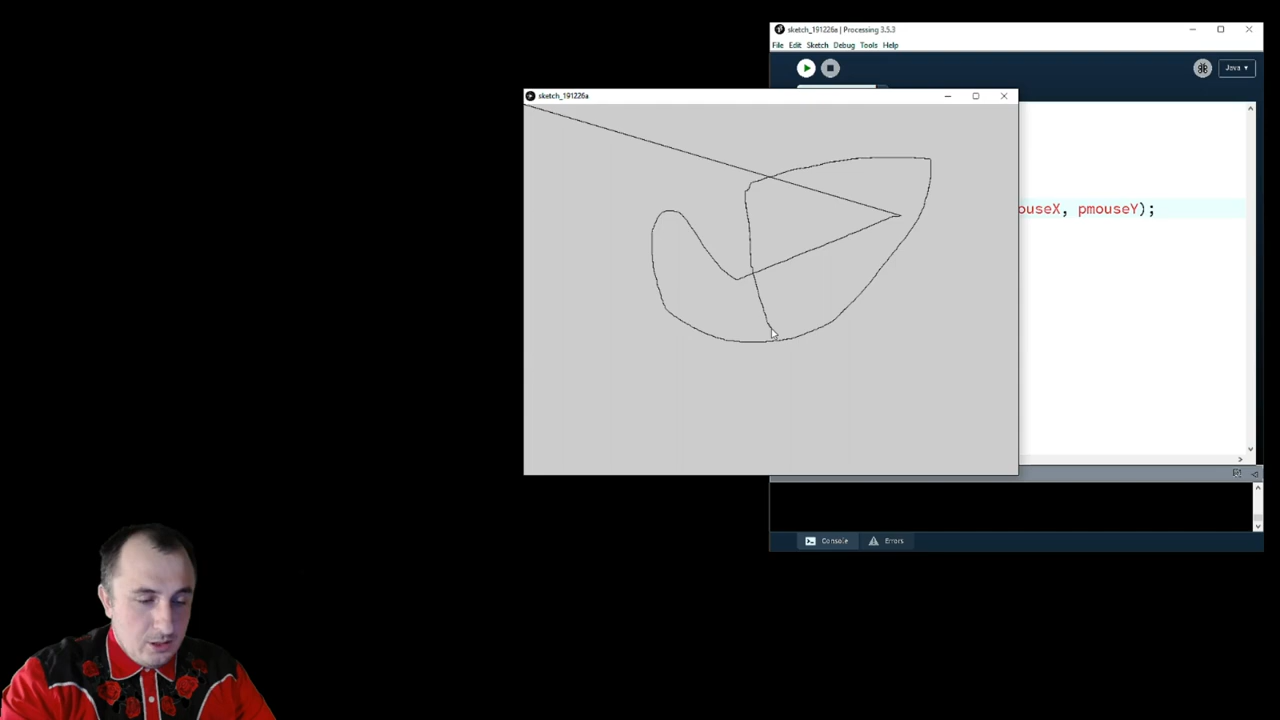 sketch_191226a | Processing 3.5.3
File Edit Sketch Debug Tools Help
Java ▾
sketch_191226a
ouseX, pmouseY);
Console
Errors